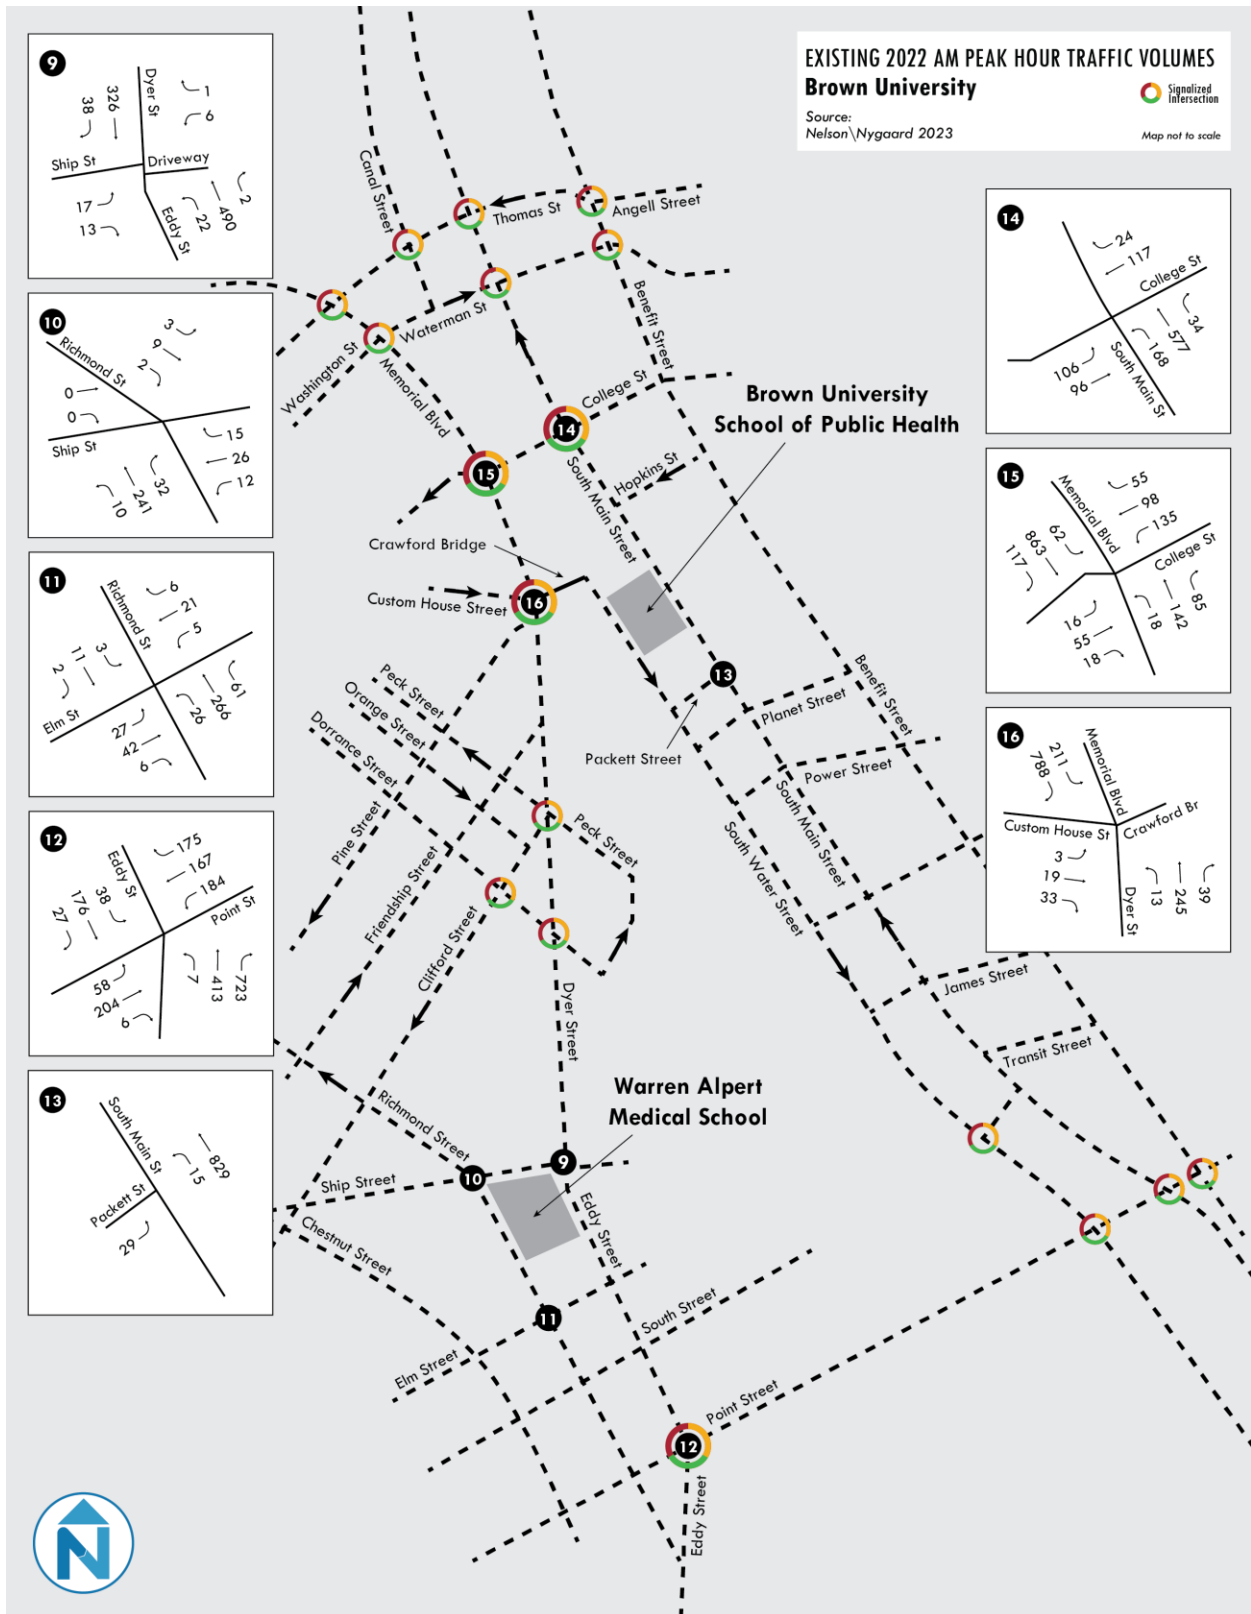 EXISTING 2022 AM PEAK HOUR TRAFFIC VOLUMES
Brown University
Source:
Nelson\Nygaard 2023
Signalized
Intersection
Map not to scale
9
Dyer St
1
6
326
38
Ship St
Driveway
17
13
Eddy St
22
490
2
10
Richmond St
3
9
2
0
0
Ship St
15
26
12
10
241
32
11
Richmond St
6
21
5
2
11
3
Elm St
27
42
6
26
266
61
12
Eddy St
175
167
184
27
176
38
Point St
58
204
6
7
413
723
13
South Main St
829
15
Packett St
29
14
24
117
College St
34
577
168
106
96
South Main St
15
Memorial Blvd
55
98
135
117
863
62
College St
16
55
18
18
142
85
16
Memorial Blvd
211
788
Custom House St
Crawford Br
3
19
33
Dyer St
13
245
39
Canal Street
Thomas St
Angell Street
Waterman St
Benefit Street
Washington St
Memorial Blvd
College St
Brown University
School of Public Health
14
15
Hopkins St
South Main Street
Crawford Bridge
Custom House Street
16
13
Peck Street
Orange Street
Dorrance Street
Packett Street
Planet Street
Benefit Street
Power Street
South Main Street
South Water Street
Pine Street
Friendship Street
Peck Street
Clifford Street
Dyer Street
James Street
Transit Street
Warren Alpert
Medical School
Richmond Street
9
10
Ship Street
Chestnut Street
Eddy Street
11
Elm Street
South Street
Point Street
12
Eddy Street
N